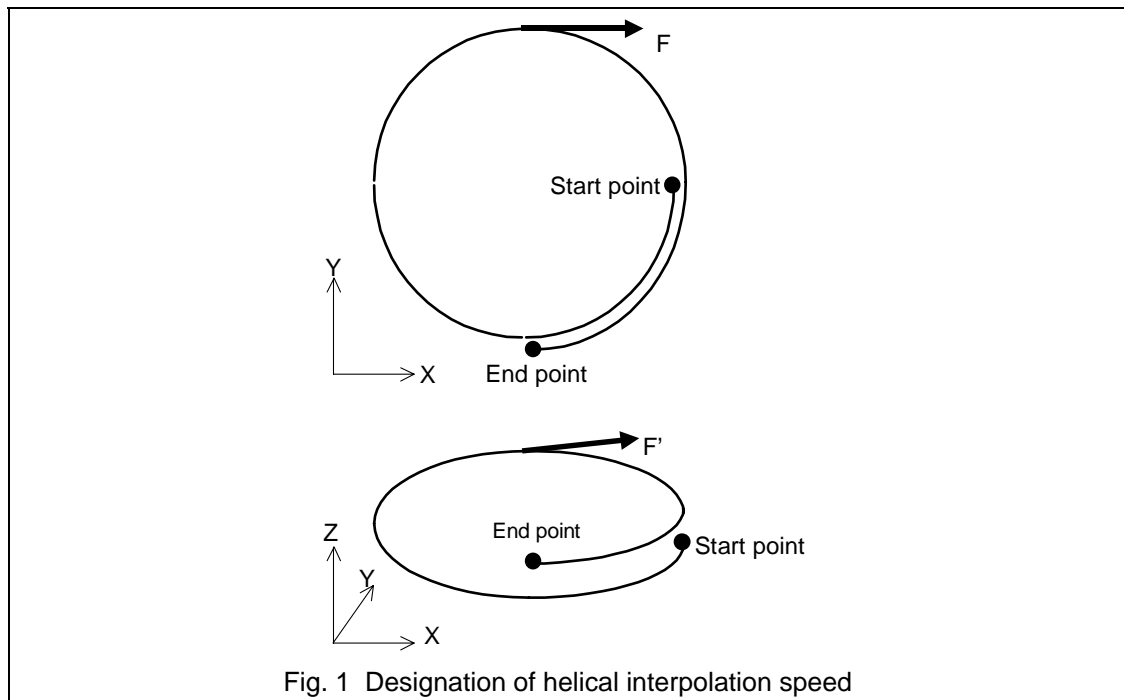 F
Start point
Y
X
End point
F’
Z
End point
Start point
Y
X
Fig. 1 Designation of helical interpolation speed